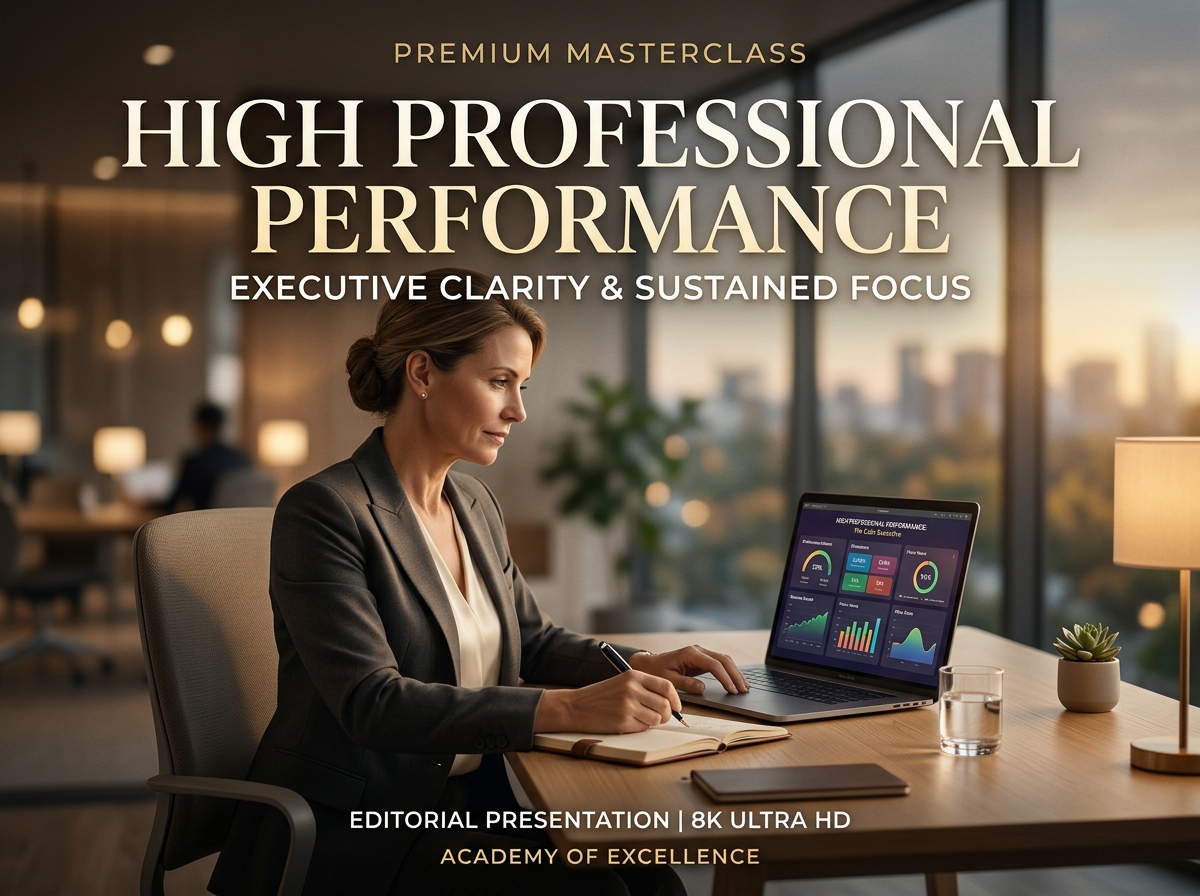 PREMIUM MASTERCLASS
HIGH PROFESSIONAL
PERFORMANCE
EXECUTIVE CLARITY & SUSTAINED FOCUS
EDITORIAL PRESENTATION | 8K ULTRA HD
ACADEMY OF EXCELLENCE